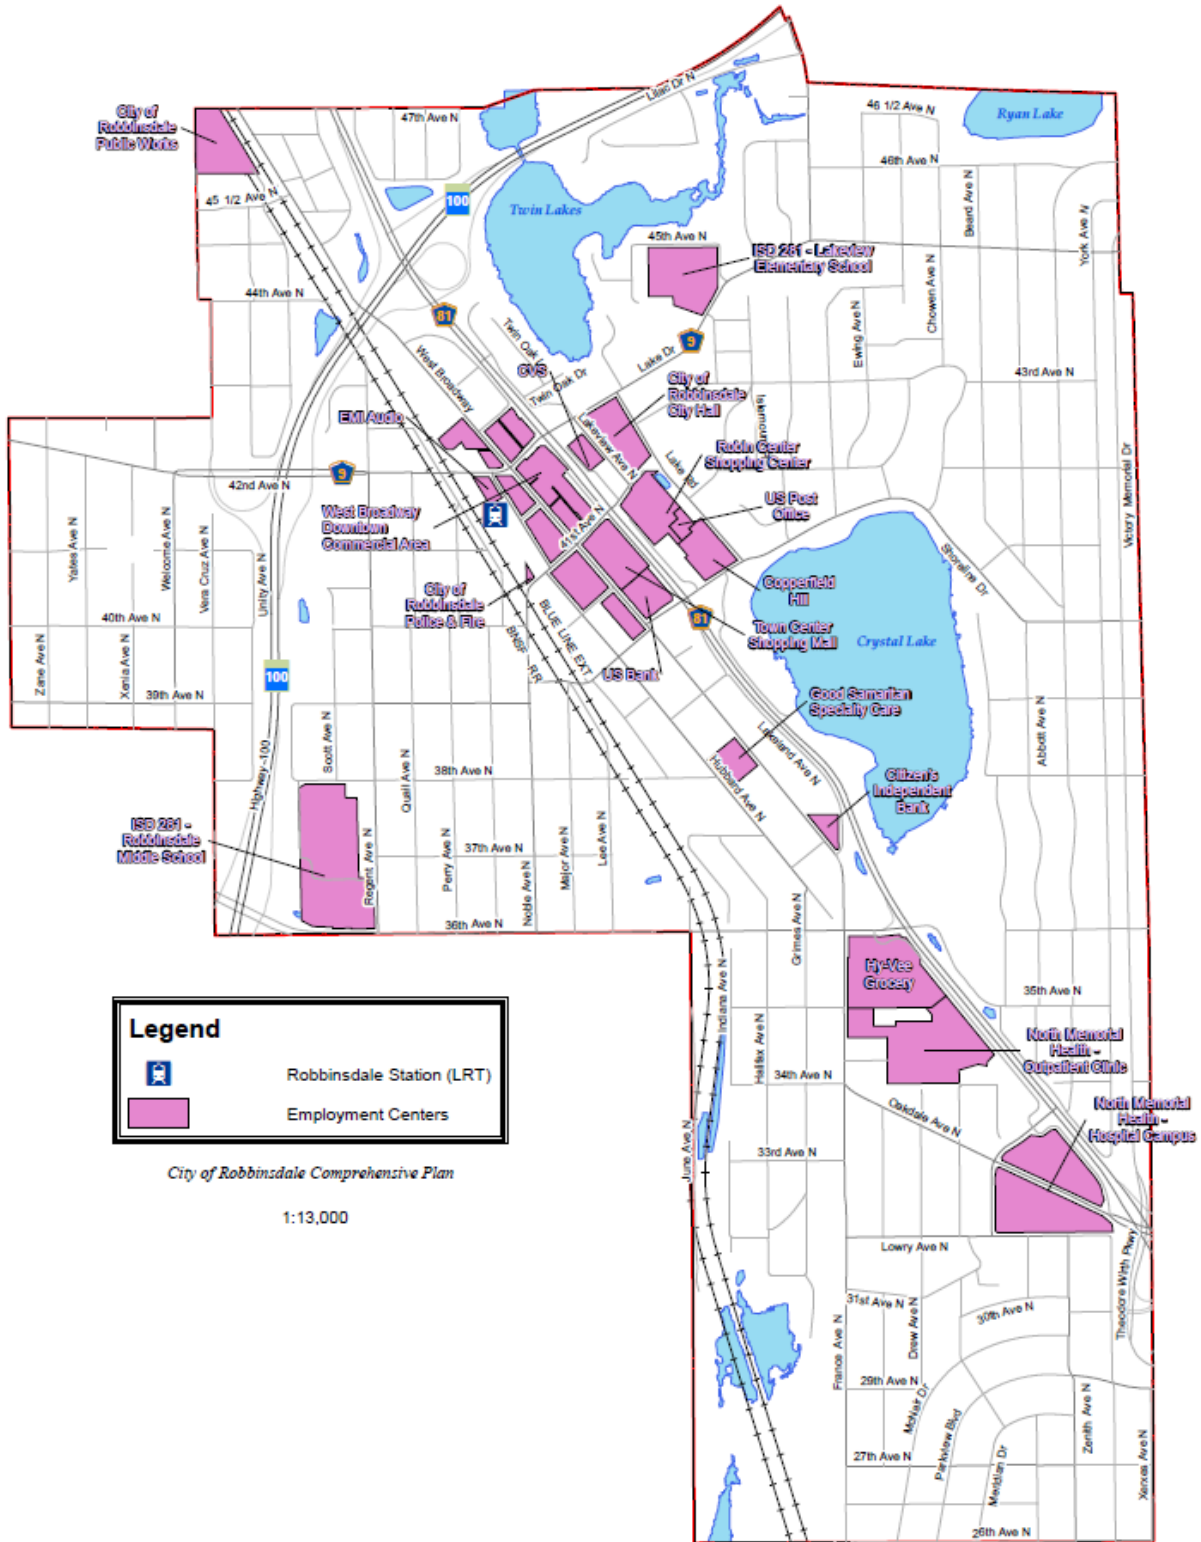 Lilac Dr N
City of
Robbinsdale
Public Works
47th Ave N
46 1/2 Ave N
Ryan Lake
46th Ave N
45 1/2 Ave N
100
Twin Lakes
Beard Ave N
York Ave N
45th Ave N
ISD 281 - Lakeview
Elementary School
44th Ave N
81
Chowen Ave N
Ewing Ave N
9
Twin Oak
West Broadway
CVS
Twin Oak Dr
Lake Dr
43rd Ave N
City of
Robbinsdale
City Hall
EMI Audio
Lakeview Ave N
Robin Center
Shopping Center
Lake Rd
Victory Memorial Dr
9
42nd Ave N
US Post
Office
West Broadway
Downtown
Commercial Area
41st Ave N
Yates Ave N
Welcome Ave N
Vera Cruz Ave N
Unity Ave N
Shoreline Dr
Copperfield
Hill
City of
Robbinsdale
Police & Fire
40th Ave N
Zane Ave N
Xenia Ave N
BLUE LINE EXT
BNSF RR
81
Town Center
Shopping Mall
Crystal Lake
US Bank
100
39th Ave N
Good Samaritan
Specialty Care
Scott Ave N
Quail Ave N
Lakeland Ave N
Hubbard Ave N
Abbott Ave N
38th Ave N
Highway 100
Citizen's
Independent
Bank
ISD 281 -
Robbinsdale
Middle School
Regent Ave N
Perry Ave N
37th Ave N
Noble Ave N
Major Ave N
Lee Ave N
36th Ave N
Grimes Ave N
Hy-Vee
Grocery
35th Ave N
Indiana Ave N
Halifax Ave N
North Memorial
Health -
Outpatient Clinic
34th Ave N
Oakdale Ave N
North Memorial
Health -
Hospital Campus
Legend
Robbinsdale Station (LRT)
Employment Centers
City of Robbinsdale Comprehensive Plan
1:13,000
June Ave N
33rd Ave N
Lowry Ave N
Theodore Wirth Pkwy
31st Ave N
30th Ave N
Drew Ave N
France Ave N
29th Ave N
McNair Dr
Parkview Blvd
Zenith Ave N
27th Ave N
Meridian Dr
Xerxes Ave N
26th Ave N